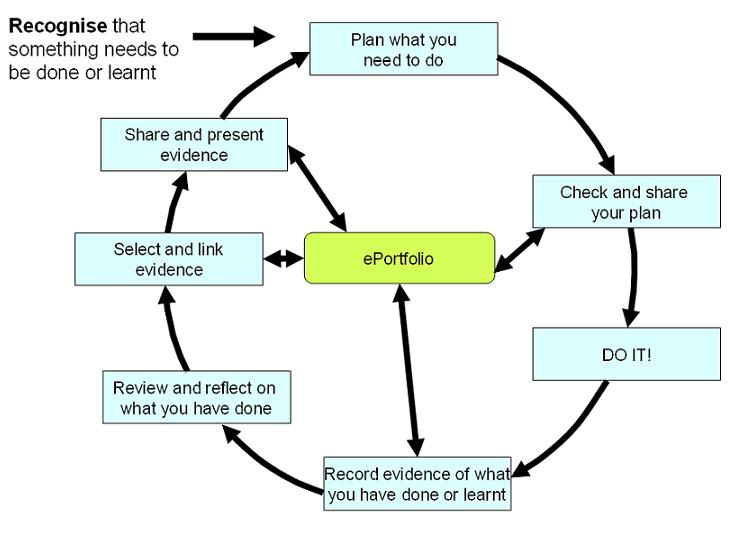 Recognise that
something needs to
be done or learnt
Plan what you
need to do
Check and share
your plan
DO IT!
Record evidence of what
you have done or learnt
Review and reflect on
what you have done
Select and link
evidence
Share and present
evidence
ePortfolio